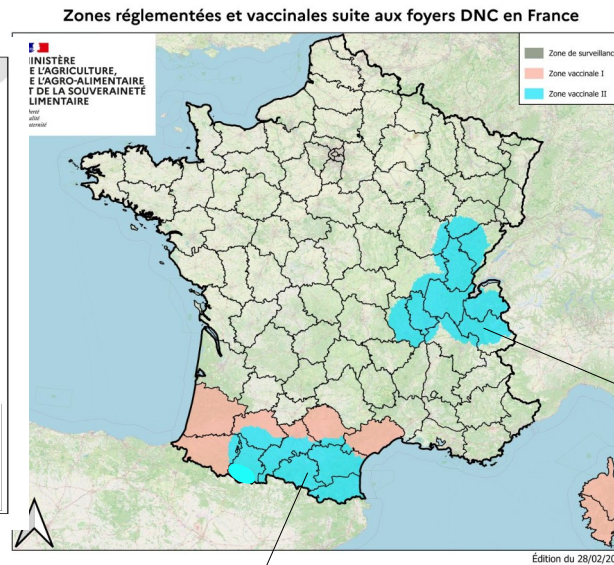 Zones réglementées et vaccinales suite aux foyers DNC en France
INISTÈRE
E L'AGRICULTURE,
E L'AGRO-ALIMENTAIRE
T DE LA SOUVERAINETÉ
LIMENTAIRE
Zone de surveillanc
Zone vaccinale I
Zone vaccinale II
Édition du 28/02/20